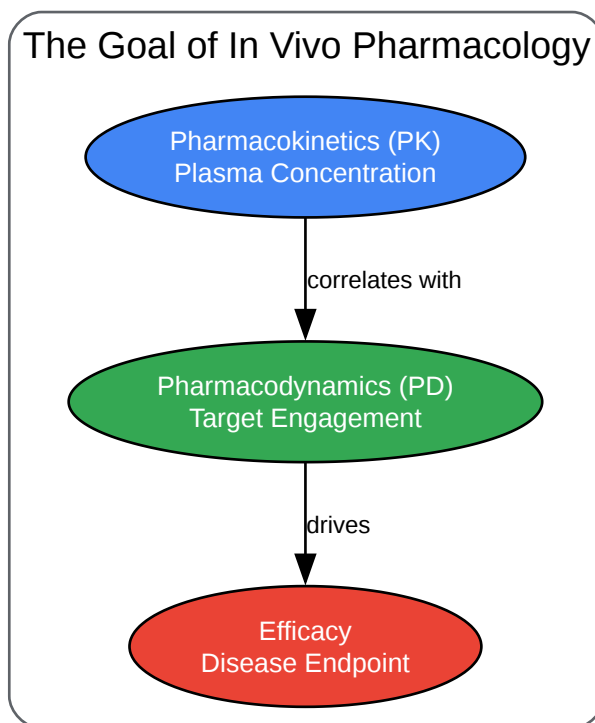 The Goal of In Vivo Pharmacology
Pharmacokinetics (PK)
Plasma Concentration
correlates with
Pharmacodynamics (PD)
Target Engagement
drives
Efficacy
Disease Endpoint